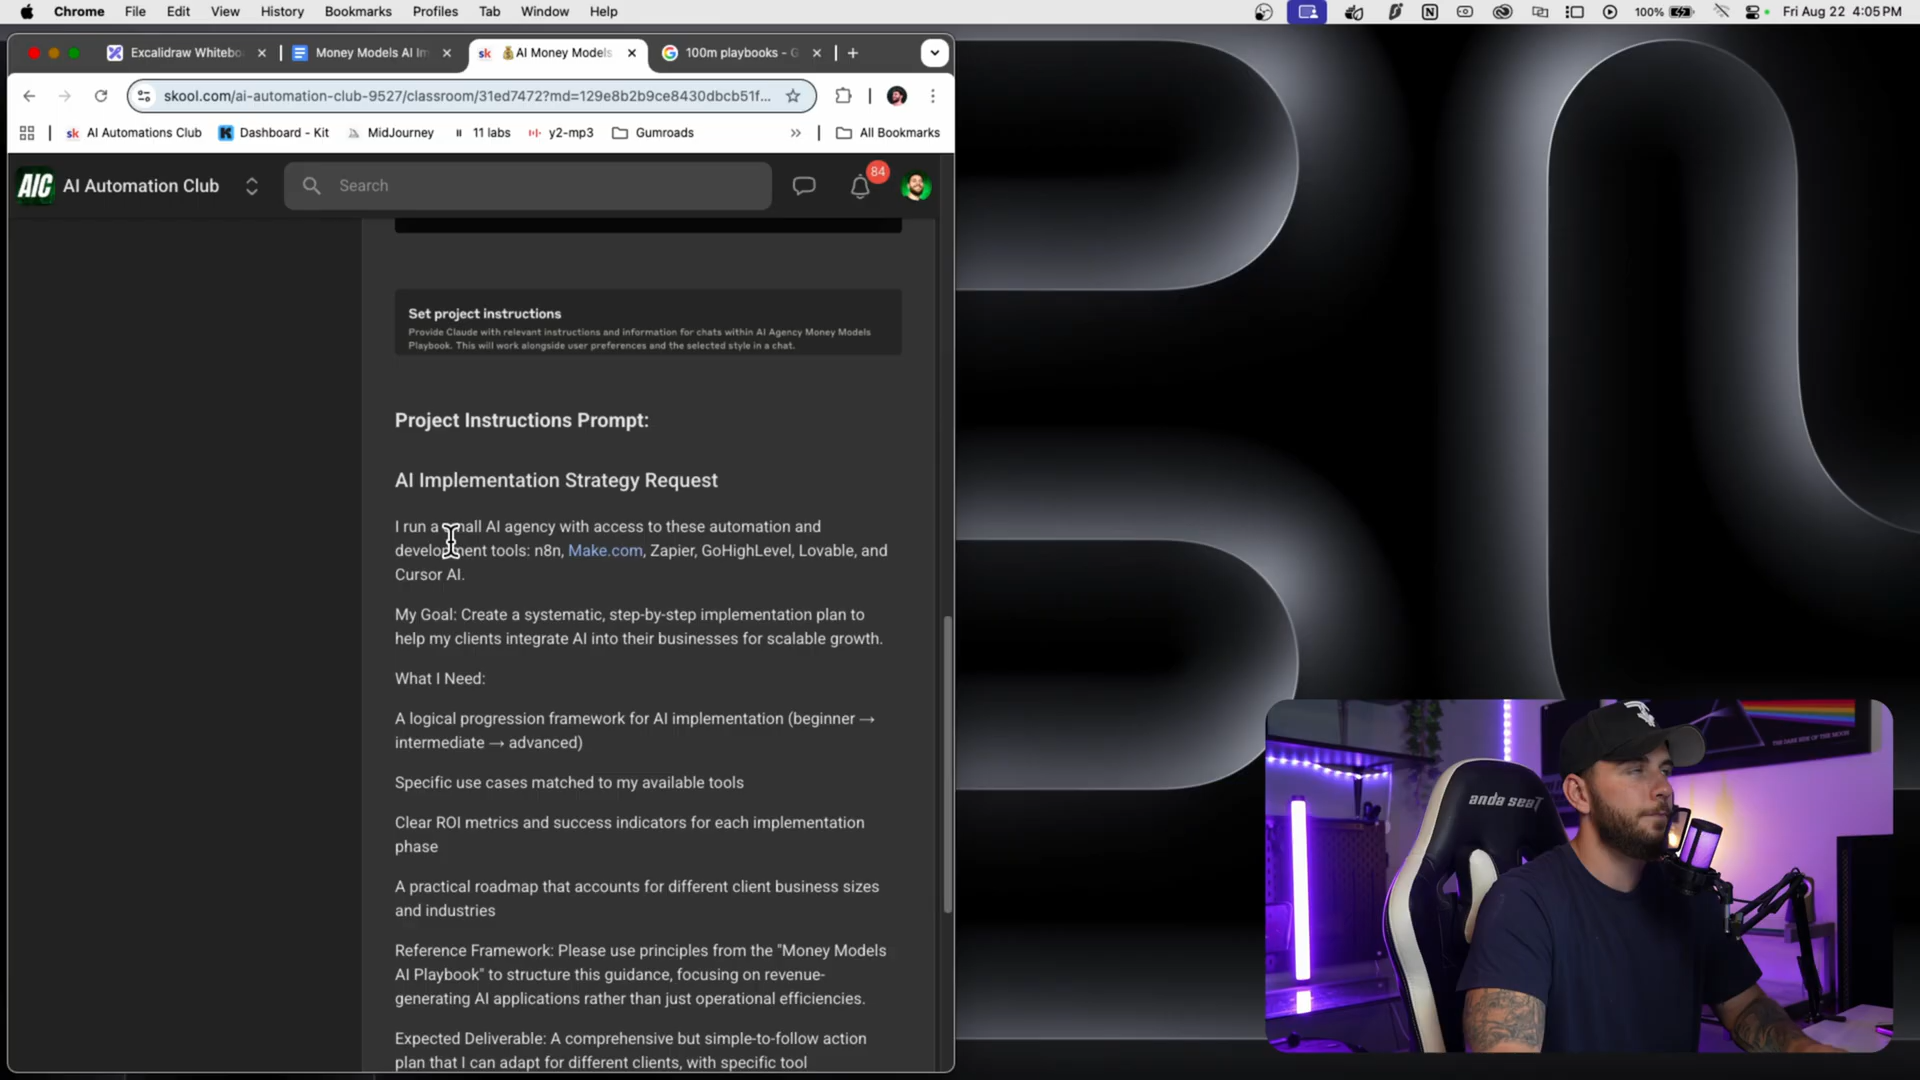 Chrome File Edit View History Bookmarks Profiles Tab Window Help 100% Fri Aug 22 4:05 PM
Excalidraw Whitebo Money Models AI Im sk AI Money Models 100m playbooks - G
skool.com/ai-automation-club-9527/classroom/31ed7472?md=129e8b2b9ce8430dbcb51f...
sk AI Automations Club Dashboard - Kit MidJourney 11 labs y2-mp3 Gumroads » All Bookmarks
AIC AI Automation Club Search 84
Set project instructions
Provide Claude with relevant instructions and information for chats within AI Agency Money Models
Playbook. This will work alongside user preferences and the selected style in a chat.
Project Instructions Prompt:
AI Implementation Strategy Request
I run a small AI agency with access to these automation and
development tools: n8n, Make.com, Zapier, GoHighLevel, Lovable, and
Cursor AI.
My Goal: Create a systematic, step-by-step implementation plan to
help my clients integrate AI into their businesses for scalable growth.
What I Need:
A logical progression framework for AI implementation (beginner →
intermediate → advanced)
Specific use cases matched to my available tools
Clear ROI metrics and success indicators for each implementation
phase
A practical roadmap that accounts for different client business sizes
and industries
Reference Framework: Please use principles from the "Money Models
AI Playbook" to structure this guidance, focusing on revenue-
generating AI applications rather than just operational efficiencies.
Expected Deliverable: A comprehensive but simple-to-follow action
plan that I can adapt for different clients, with specific tool
THE DARK SIDE OF THE MOON
anda seaT